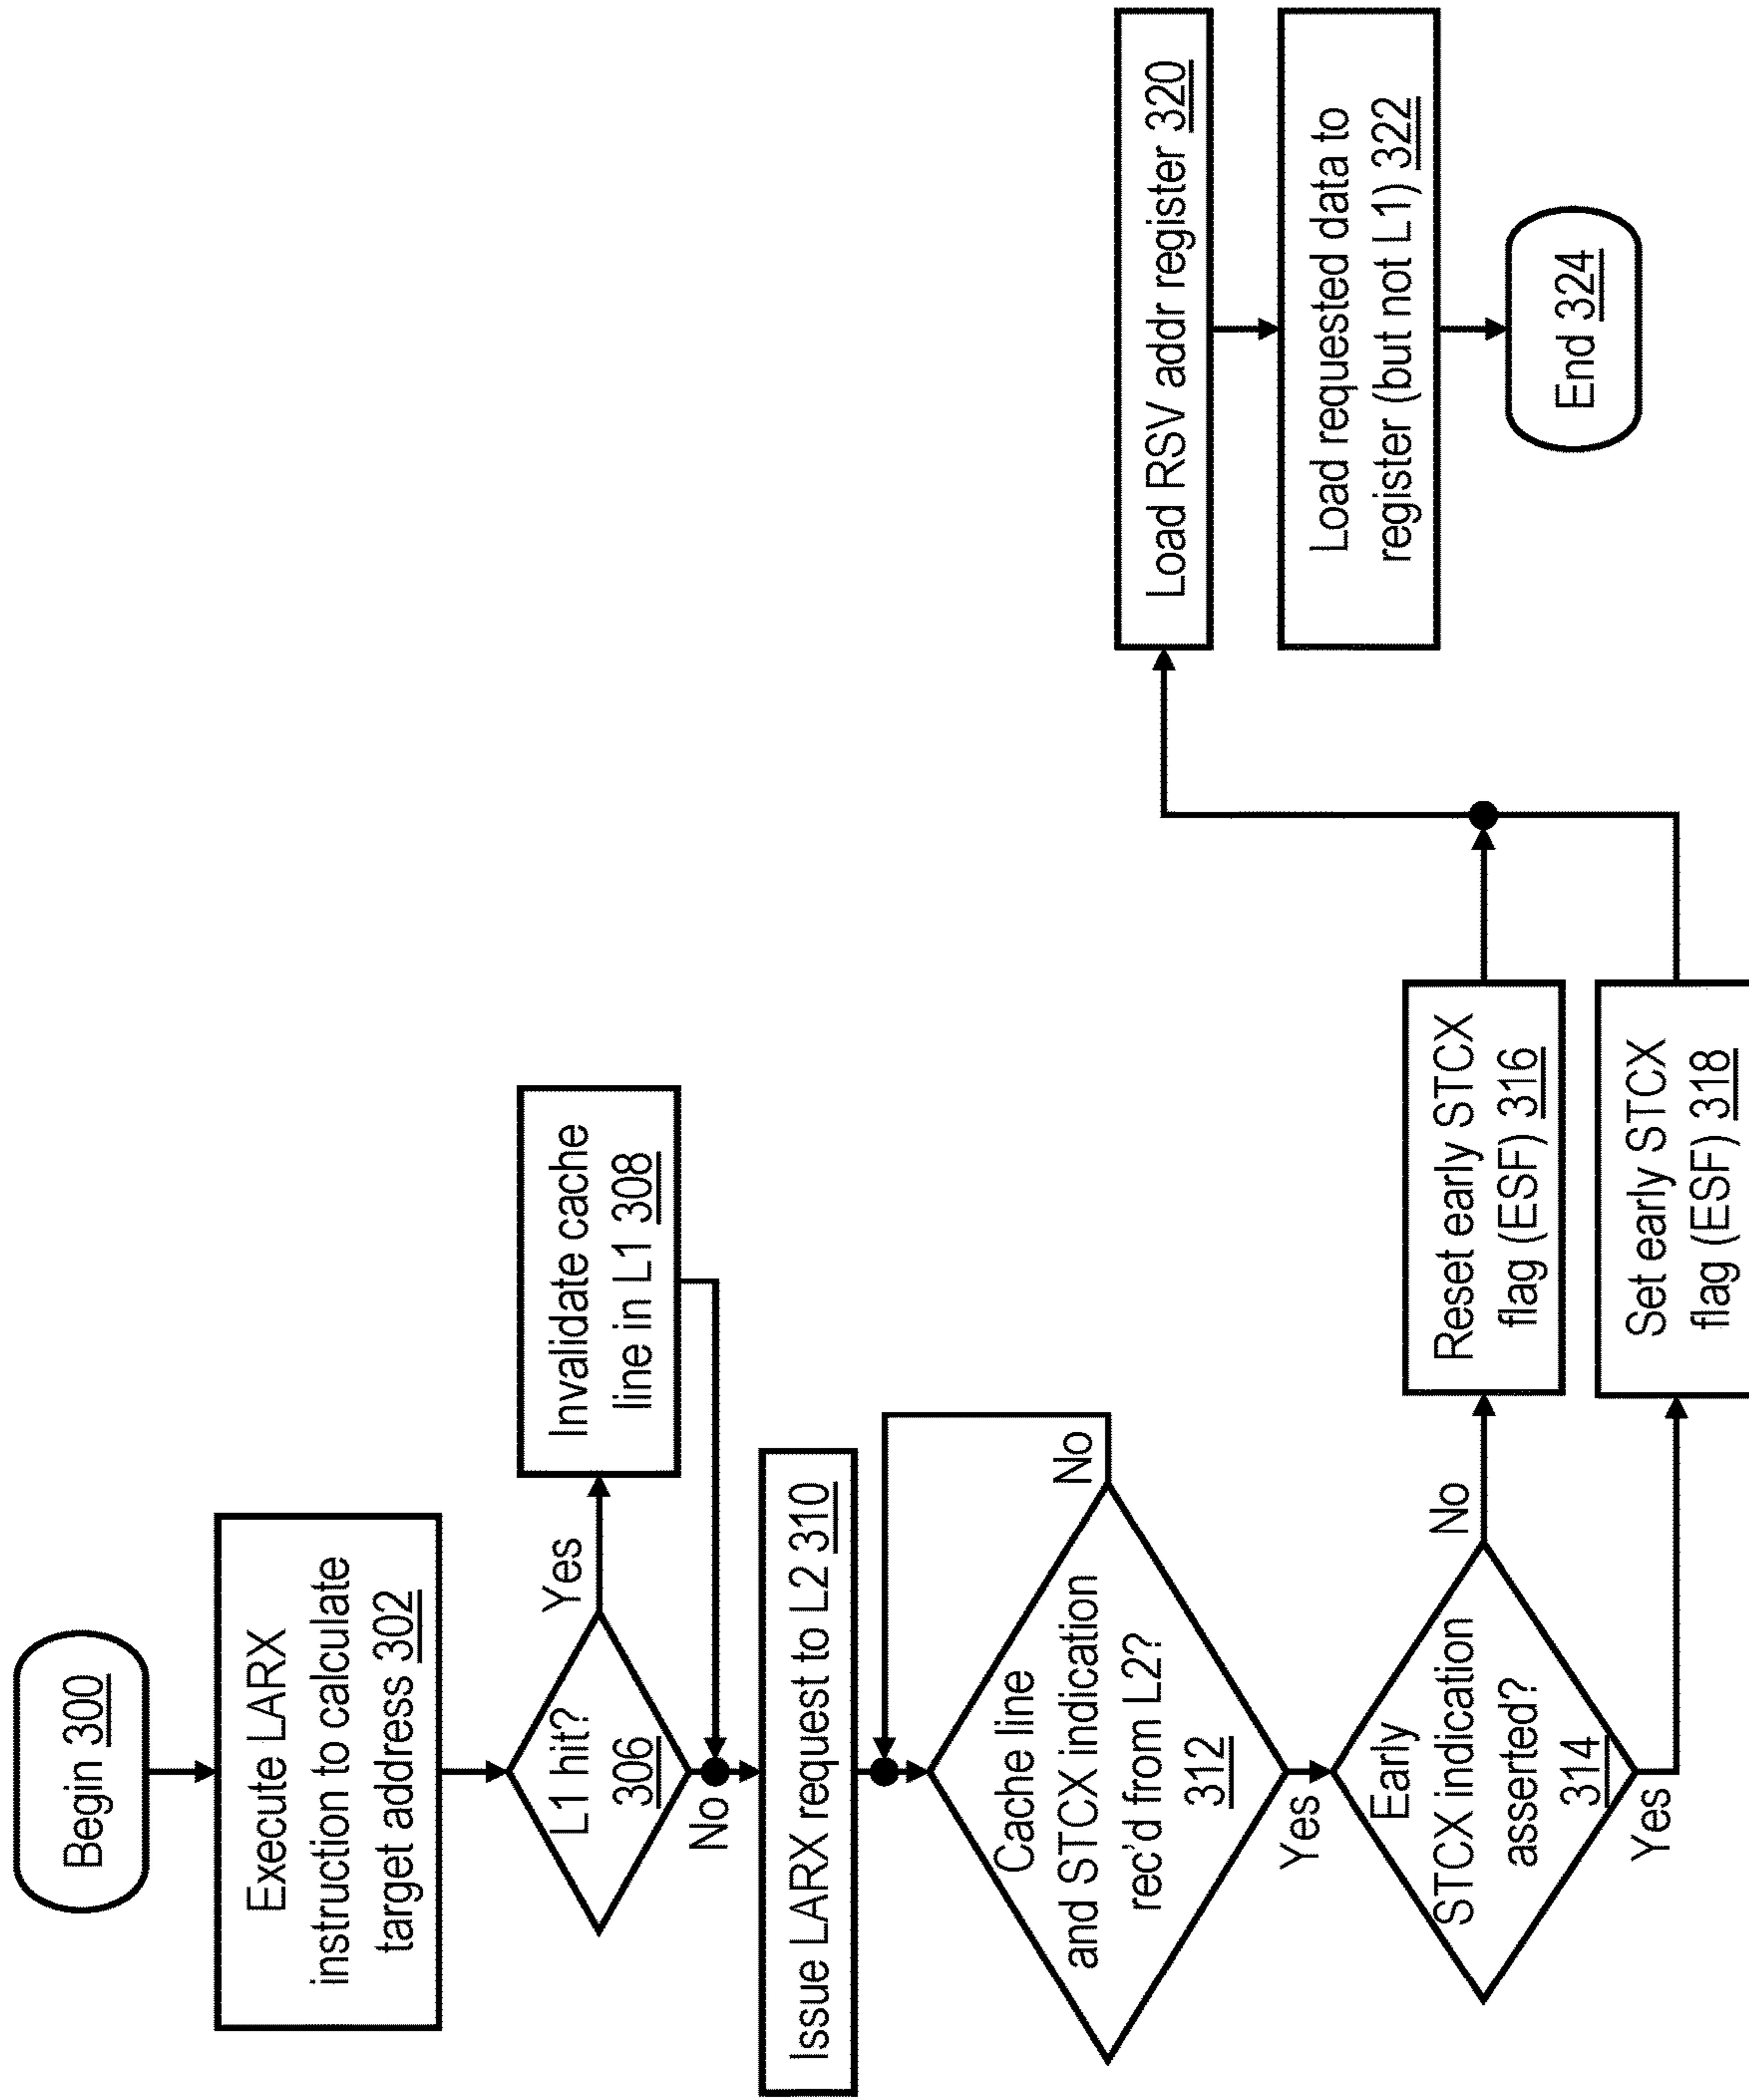 Begin 300
Execute LARX
instruction to calculate
target address 302
L1 hit?
306
Yes
No
Invalidate cache
line in L1 308
Issue LARX request to L2 310
Cache line
and STCX indication
rec'd from L2?
312
No
Yes
Early
STCX indication
asserted?
314
No
Yes
Reset early STCX
flag (ESF) 316
Set early STCX
flag (ESF) 318
Load RSV addr register 320
Load requested data to
register (but not L1) 322
End 324